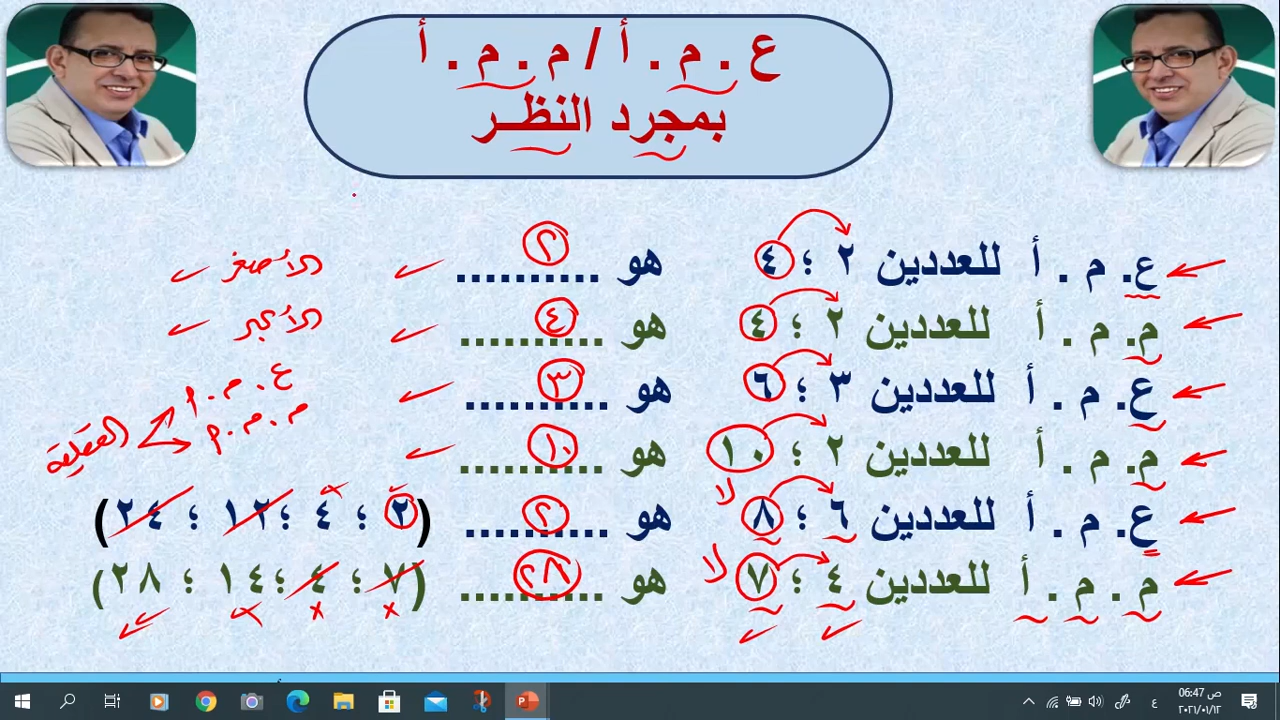 ع . م . أ / م . م . أ
بمجرد النظر
ع. م . أ للعددين ٢ ؛ ٤ هو .......... ٢ الأصغر
م. م . أ للعددين ٢ ؛ ٤ هو .......... ٤ الأكبر
ع. م . أ للعددين ٣ ؛ ٦ هو .......... ٣
ع . م . أ
م. م . أ للعددين ٢ ؛ ١٠ هو .......... ١٠
م . م . أ
ع. م . أ للعددين ٦ ؛ ٨ لا هو .......... ٢ (٢ ؛ ٤ ؛ ١٢ ؛ ٢٤)
م . م . أ للعددين ٤ ؛ ٧ لا هو .......... ٢٨ (٧ ؛ ٤ ؛ ١٤ ؛ ٢٨)
ع
06:47 ص
٢٠٢١/٠١/١٢